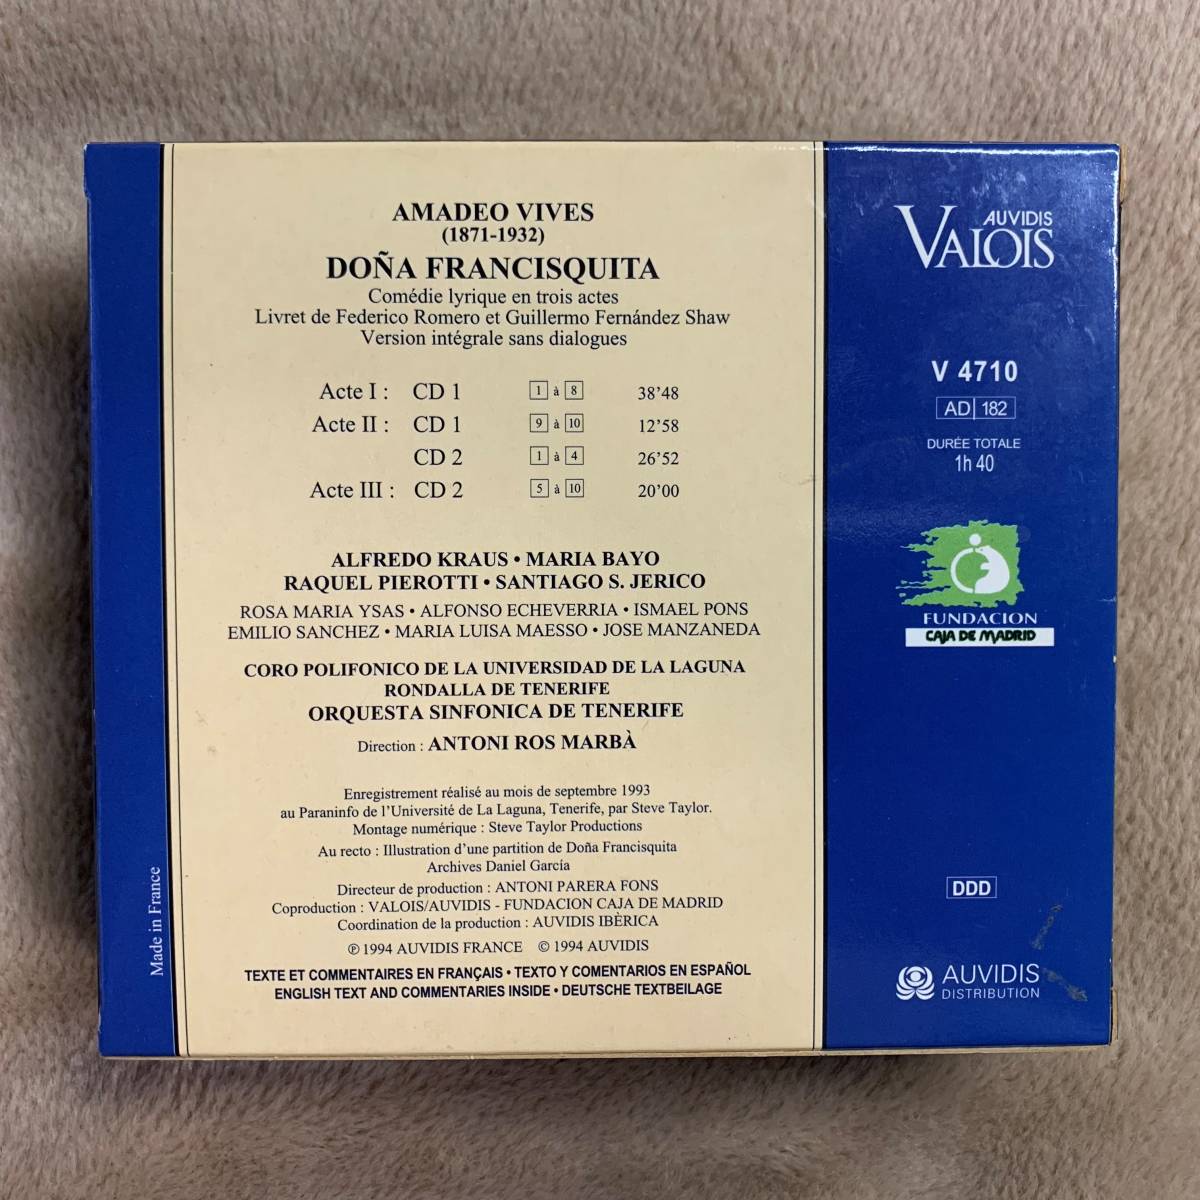 AMADEO VIVES
(1871-1932)
DOÑA FRANCISQUITA
Comédie lyrique en trois actes
Livret de Federico Romero et Guillermo Fernández Shaw
Version intégrale sans dialogues
Acte I : CD 1 1 à 8 38'48
Acte II : CD 1 9 à 10 12'58
CD 2 1 à 4 26'52
Acte III : CD 2 5 à 10 20'00
ALFREDO KRAUS • MARIA BAYO
RAQUEL PIEROTTI • SANTIAGO S. JERICO
ROSA MARIA YSAS • ALFONSO ECHEVERRIA • ISMAEL PONS
EMILIO SANCHEZ • MARIA LUISA MAESSO • JOSE MANZANEDA
CORO POLIFONICO DE LA UNIVERSIDAD DE LA LAGUNA
RONDALLA DE TENERIFE
ORQUESTA SINFONICA DE TENERIFE
Direction : ANTONI ROS MARBÀ
Enregistrement réalisé au mois de septembre 1993
au Paraninfo de l'Université de La Laguna, Tenerife, par Steve Taylor.
Montage numérique : Steve Taylor Productions
Au recto : Illustration d'une partition de Doña Francisquita
Archives Daniel García
Directeur de production : ANTONI PARERA FONS
Coproduction : VALOIS/AUVIDIS - FUNDACION CAJA DE MADRID
Coordination de la production : AUVIDIS IBÈRICA
℗ 1994 AUVIDIS FRANCE © 1994 AUVIDIS
TEXTE ET COMMENTAIRES EN FRANÇAIS • TEXTO Y COMENTARIOS EN ESPAÑOL
ENGLISH TEXT AND COMMENTARIES INSIDE • DEUTSCHE TEXTBEILAGE
Made in France
AUVIDIS
VALOIS
V 4710
AD 182
DURÉE TOTALE
1h 40
FUNDACION
CAJA DE MADRID
DDD
AUVIDIS
DISTRIBUTION